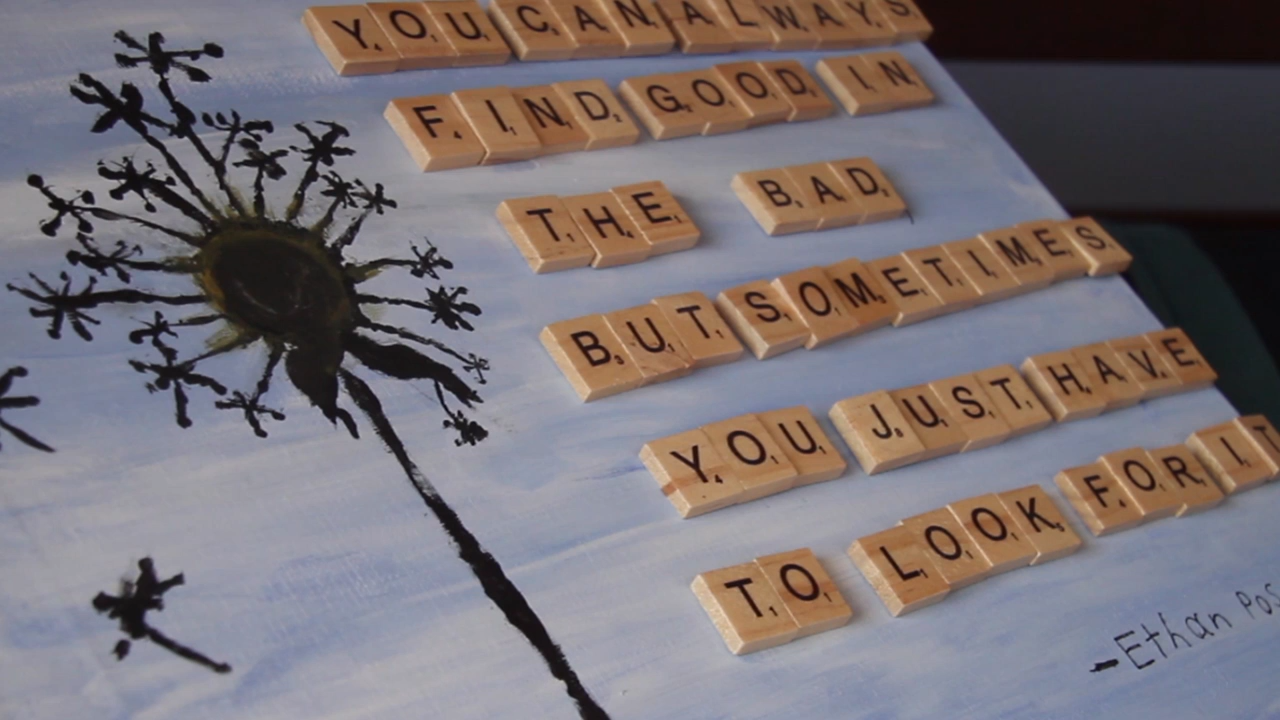 YOU CAN ALWAYS
FIND GOOD IN
THE BAD
BUT SOMETIMES
YOU JUST HAVE
TO LOOK FOR IT
-Ethan